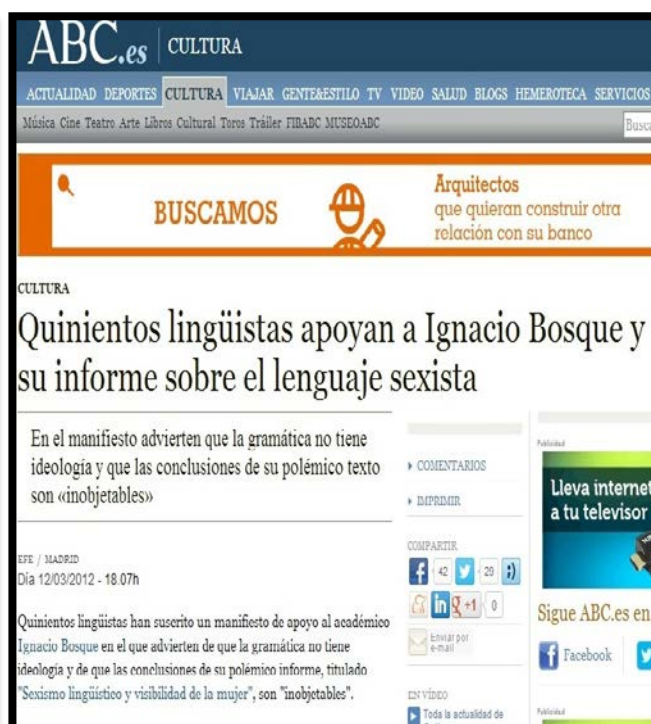 ABC.es CULTURA
ACTUALIDAD DEPORTES CULTURA VIAJAR GENTE&ESTILO TV VIDEO SALUD BLOGS HEMEROTECA SERVICIOS
Música Cine Teatro Arte Libros Cultural Toros Tráiler FIBABC MUSEOABC
BUSCAMOS
Arquitectos
que quieran construir otra
relación con su banco
CULTURA
Quinientos lingüistas apoyan a Ignacio Bosque y
su informe sobre el lenguaje sexista
En el manifiesto advierten que la gramática no tiene
ideología y que las conclusiones de su polémico texto
son «inobjetables»
EFE / MADRID
Día 12/03/2012 - 18.07h
Quinientos lingüistas han suscrito un manifiesto de apoyo al académico
Ignacio Bosque en el que advierten de que la gramática no tiene
ideología y de que las conclusiones de su polémico informe, titulado
"Sexismo lingüístico y visibilidad de la mujer", son "inobjetables".
COMENTARIOS
IMPRIMIR
COMPARTIR
42 29
+1 0
Enviar por
e-mail
EN VÍDEO
Toda la actualidad de
Publicidad
Lleva internet
a tu televisor
Sigue ABC.es en
Facebook
Publicidad